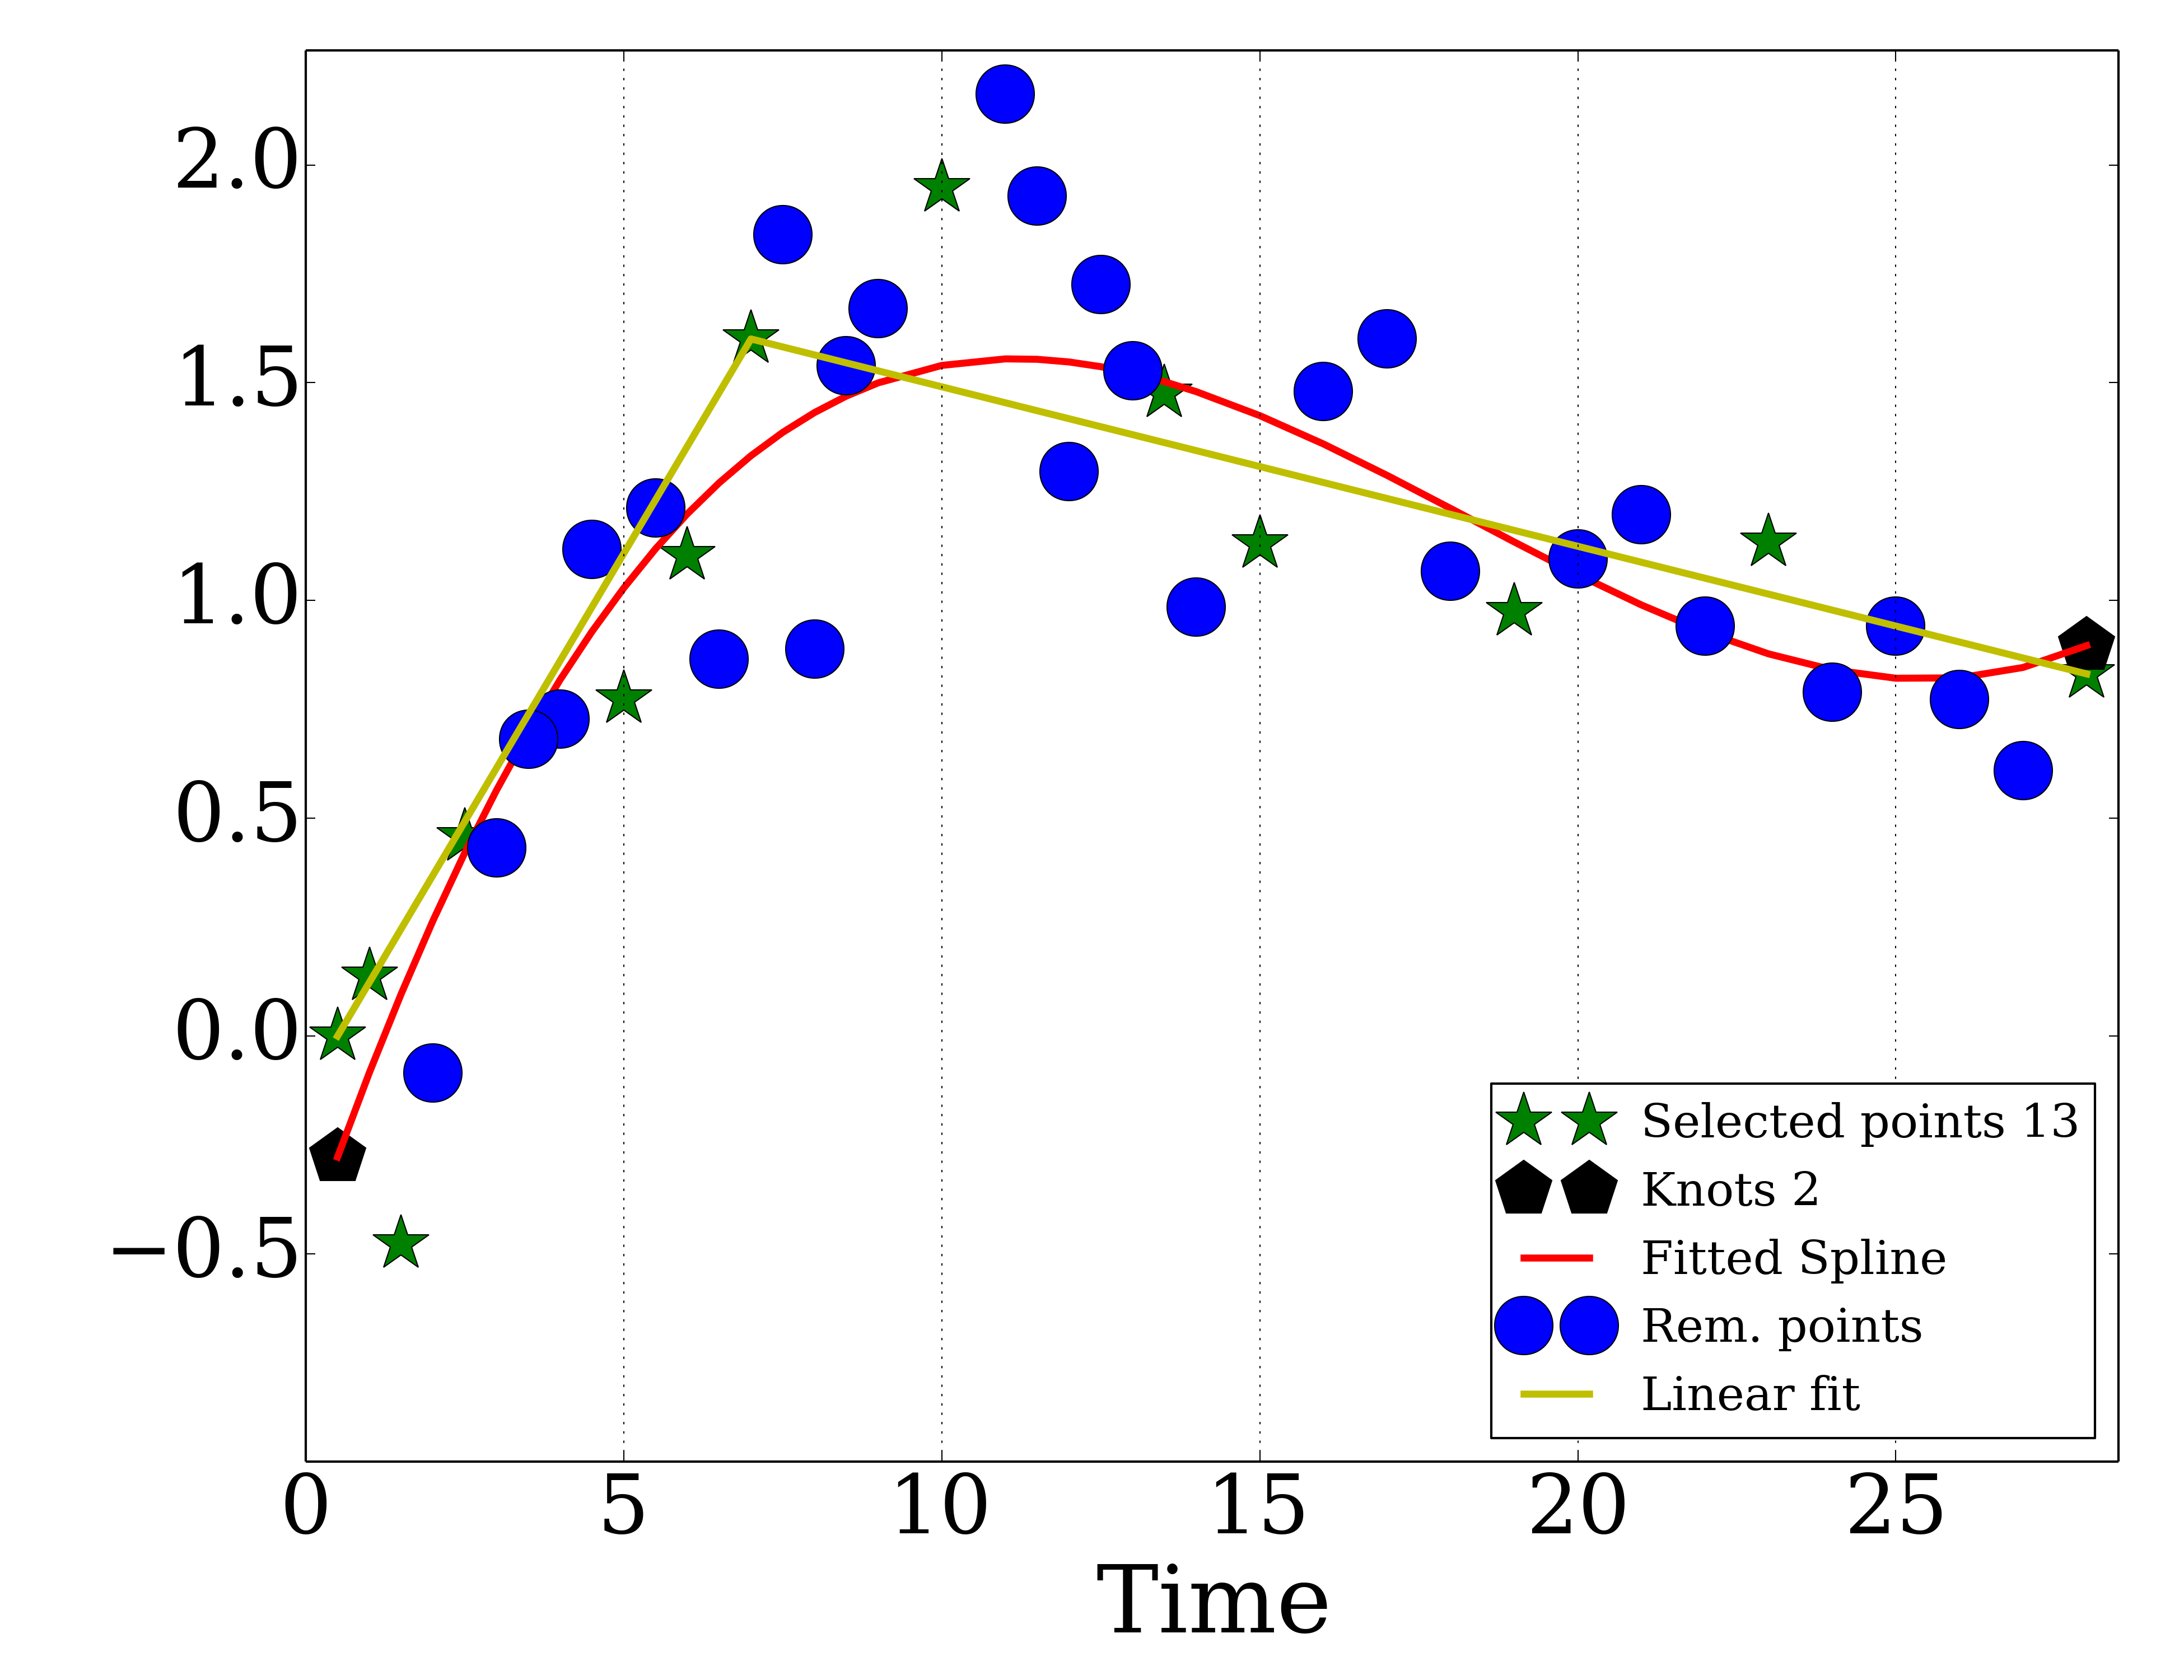 2.0
1.5
1.0
0.5
0.0
−0.5
Selected points 13
Knots 2
Fitted Spline
Rem. points
Linear fit
0 5 10 15 20 25
Time